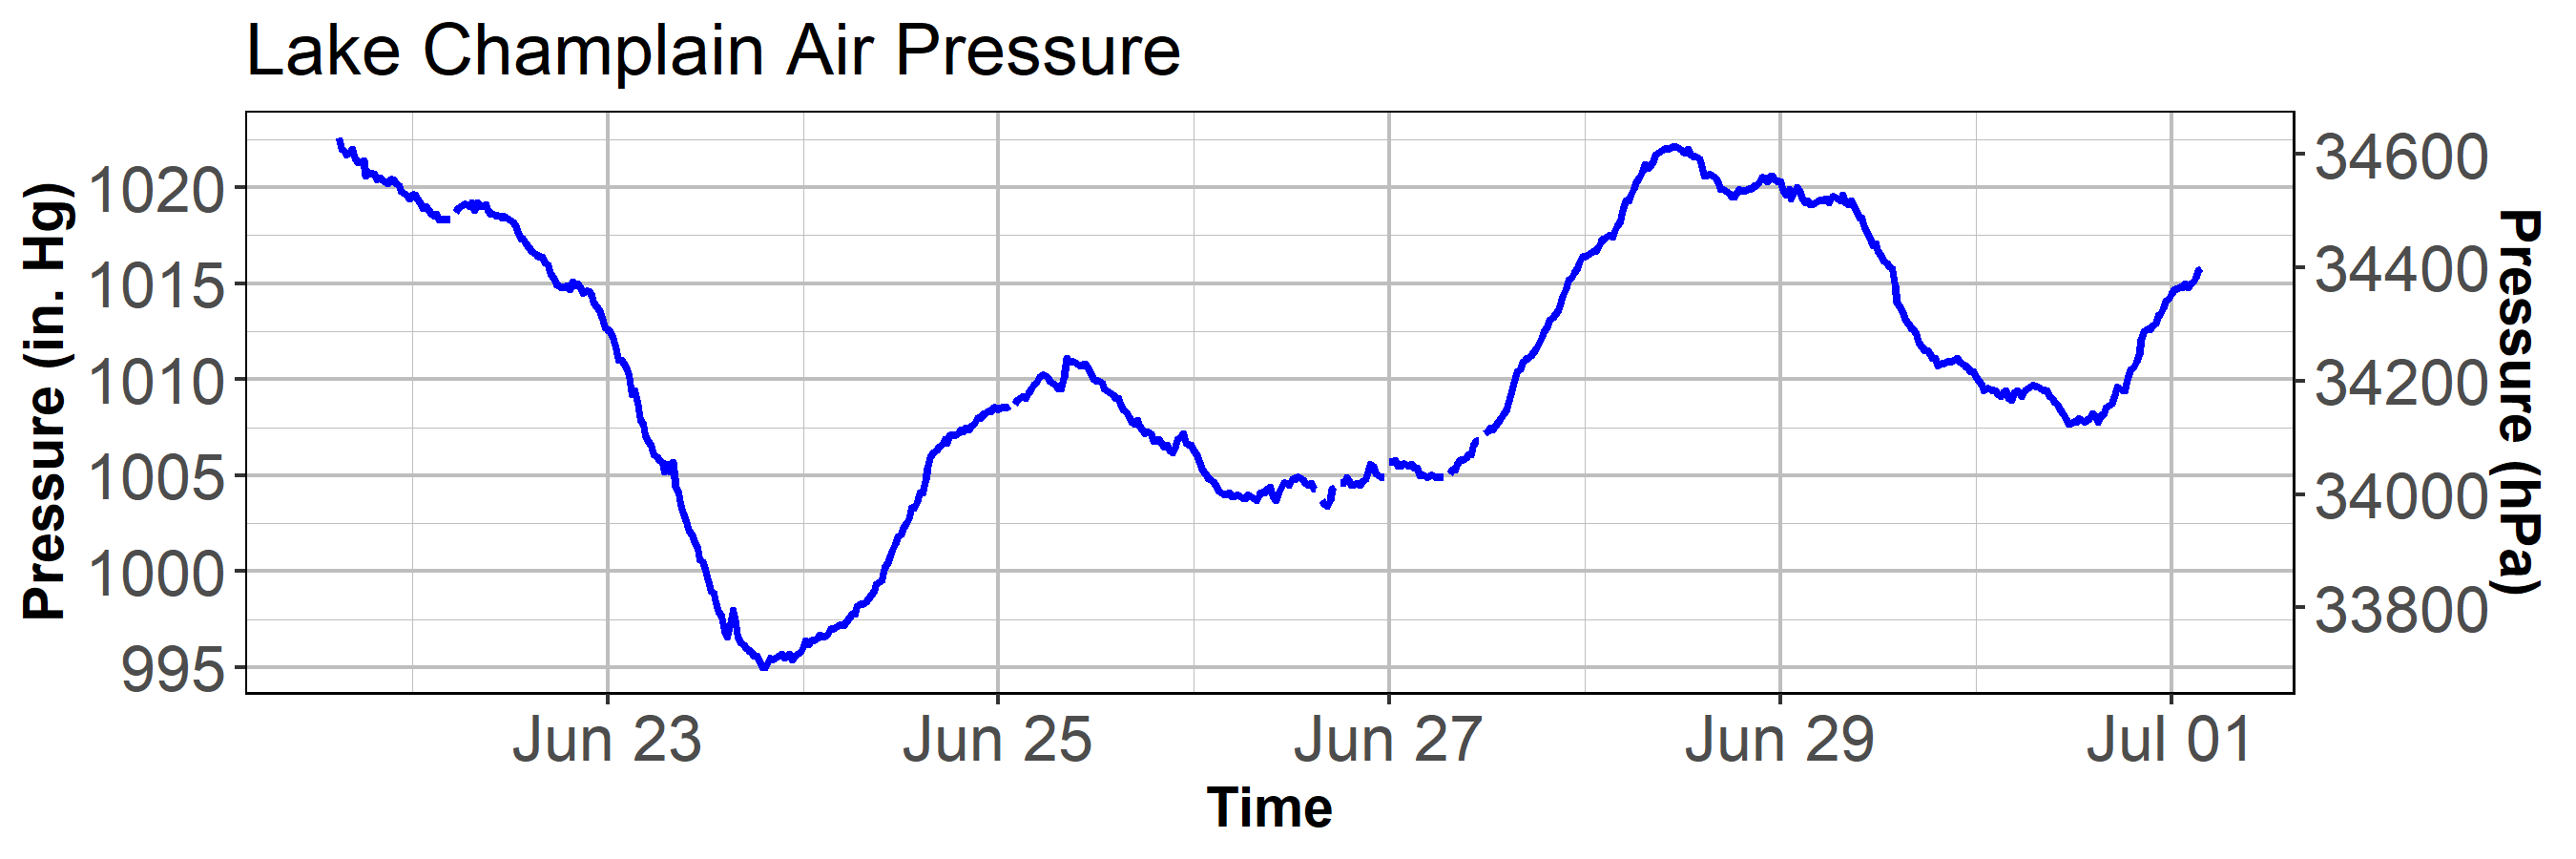 Lake Champlain Air Pressure
Pressure (in. Hg)
1020
1015
1010
1005
1000
995
34600
34400
34200
34000
33800
Pressure (hPa)
Jun 23 Jun 25 Jun 27 Jun 29 Jul 01
Time